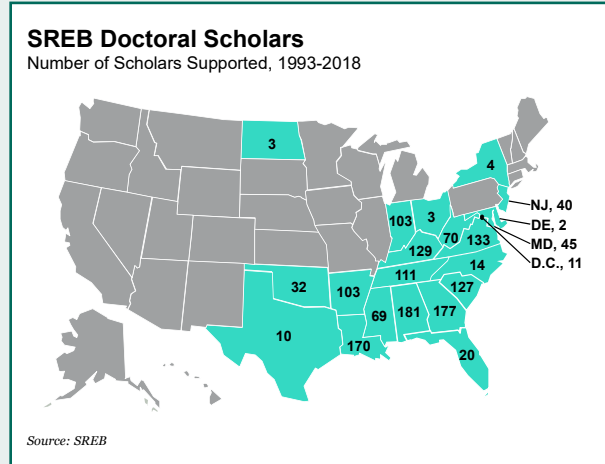 SREB Doctoral Scholars
Number of Scholars Supported, 1993-2018
3
4
NJ, 40
103
3
DE, 2
70
133
MD, 45
129
D.C., 11
111
14
32
103
127
69
181
177
10
170
20
Source: SREB